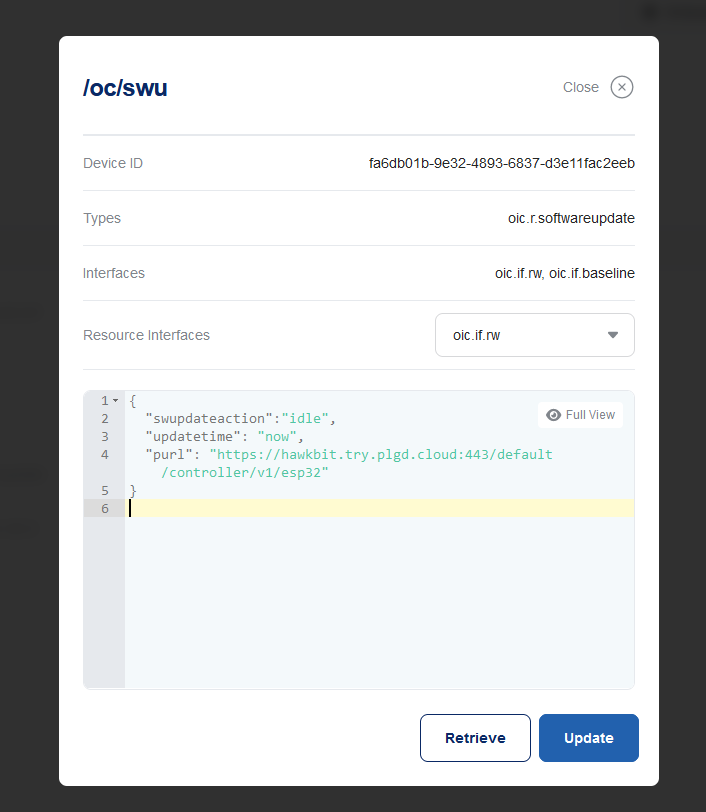 /oc/swu
Close
Device ID
fa6db01b-9e32-4893-6837-d3e11fac2eeb
Types
oic.r.softwareupdate
Interfaces
oic.if.rw, oic.if.baseline
Resource Interfaces
oic.if.rw
1 {
2 "swupdateaction":"idle",
3 "updatetime": "now",
4 "purl": "https://hawkbit.try.plgd.cloud:443/default
/controller/v1/esp32"
5 }
6
Full View
Retrieve
Update